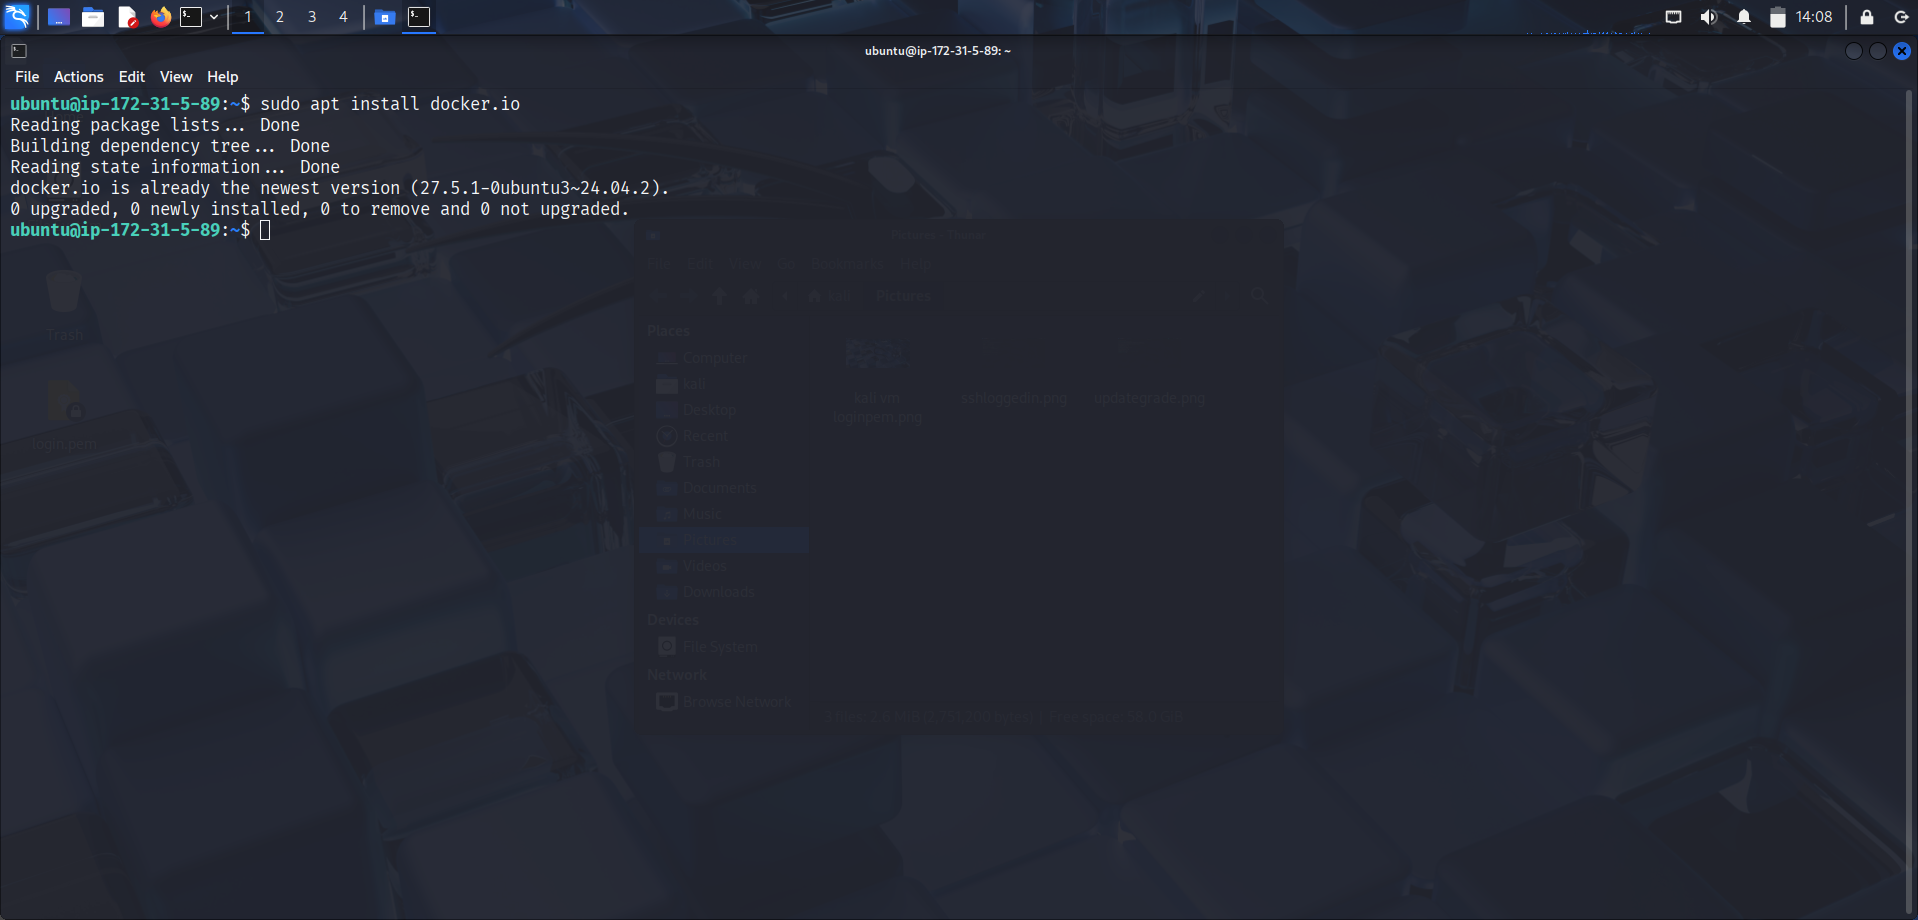 1 2 3 4
14:08
ubuntu@ip-172-31-5-89: ~
File Actions Edit View Help
ubuntu@ip-172-31-5-89:~$ sudo apt install docker.io
Reading package lists... Done
Building dependency tree... Done
Reading state information... Done
docker.io is already the newest version (27.5.1-0ubuntu3~24.04.2).
0 upgraded, 0 newly installed, 0 to remove and 0 not upgraded.
ubuntu@ip-172-31-5-89:~$
Pictures - Thunar
File Edit View Go Bookmarks Help
kali Pictures
Trash
login.pem
Places
Computer
kali
Desktop
Recent
Trash
Documents
Music
Pictures
Videos
Downloads
Devices
File System
Network
Browse Network
kali vm
loginpem.png
sshloggedin.png
updategrade.png
3 files: 2.6 MiB (2,751,700 bytes) | Free space: